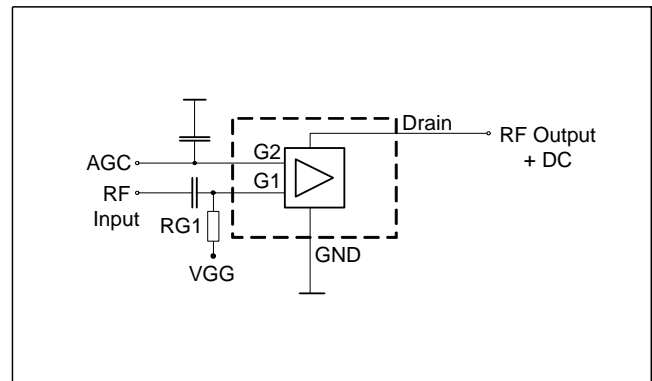 Drain
RF Output
+ DC
AGC
G2
RF
Input
G1
RG1
GND
VGG